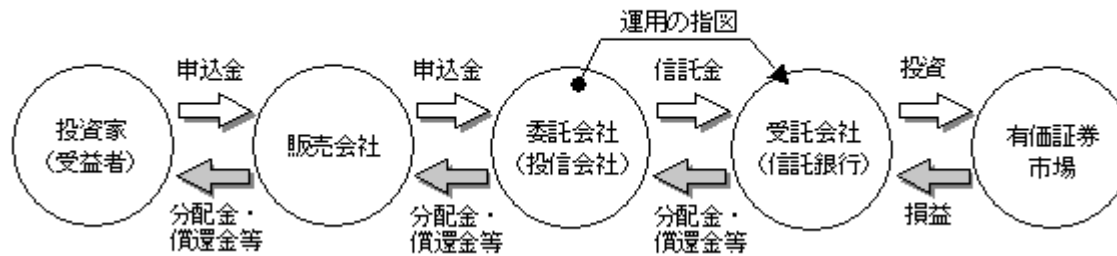 運用の指図
申込金
申込金
信託金
投資
投資家
(受益者)
販売会社
委託会社
(投信会社)
受託会社
(信託銀行)
有価証券
市場
分配金・
償還金等
分配金・
償還金等
分配金・
償還金等
損益